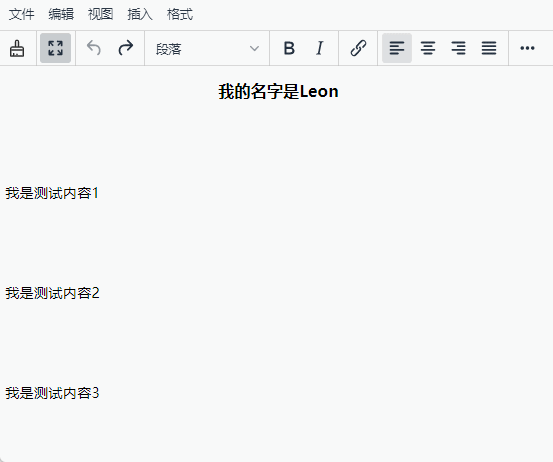 文件 编辑 视图 插入 格式
段落 B I
我的名字是Leon
我是测试内容1
我是测试内容2
我是测试内容3